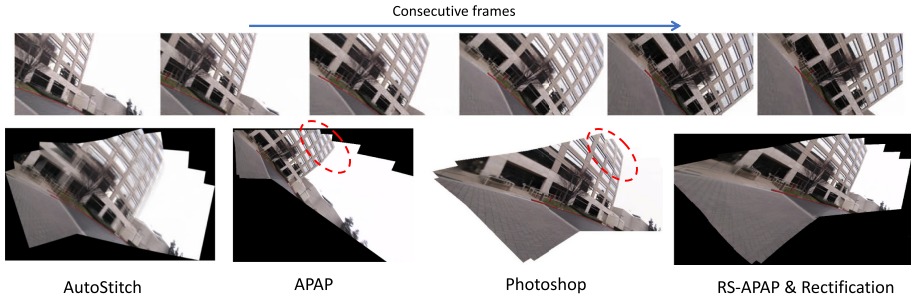 Consecutive frames
AutoStitch
APAP
Photoshop
RS-APAP & Rectification